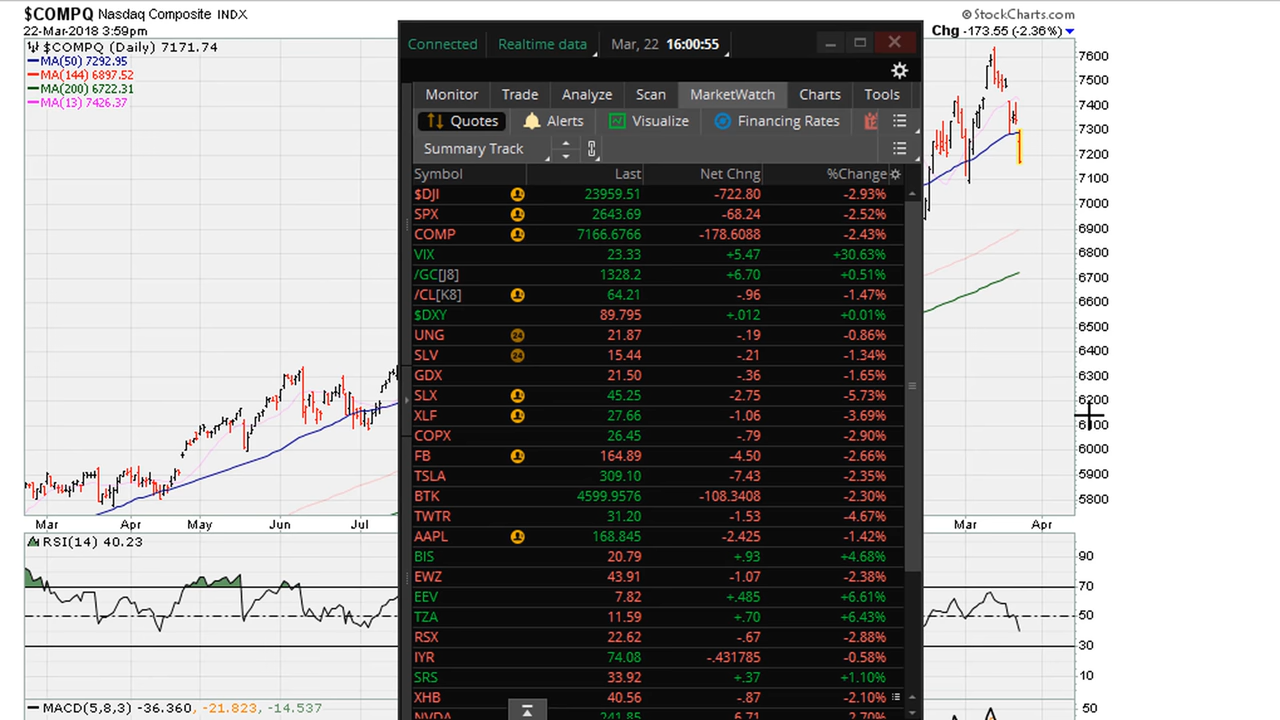 $COMPQ Nasdaq Composite INDX
© StockCharts.com
22-Mar-2018 3:59pm
Chg -173.55 (-2.36%)
$COMPQ (Daily) 7171.74
MA(50) 7292.95
MA(144) 6897.52
MA(200) 6722.31
MA(13) 7426.37
Connected Realtime data Mar, 22 16:00:55
Monitor Trade Analyze Scan MarketWatch Charts Tools
Quotes Alerts Visualize Financing Rates
Summary Track
Symbol Last Net Chng %Change
$DJI 23959.51 -722.80 -2.93%
SPX 2643.69 -68.24 -2.52%
COMP 7166.6766 -178.6088 -2.43%
VIX 23.33 +5.47 +30.63%
/GC[J8] 1328.2 +6.70 +0.51%
/CL[K8] 64.21 -.96 -1.47%
$DXY 89.795 +.012 +0.01%
UNG 24 21.87 -.19 -0.86%
SLV 24 15.44 -.21 -1.34%
GDX 21.50 -.36 -1.65%
SLX 45.25 -2.75 -5.73%
XLF 27.66 -1.06 -3.69%
COPX 26.45 -.79 -2.90%
FB 164.89 -4.50 -2.66%
TSLA 309.10 -7.43 -2.35%
BTK 4599.9576 -108.3408 -2.30%
TWTR 31.20 -1.53 -4.67%
AAPL 168.845 -2.425 -1.42%
BIS 20.79 +.93 +4.68%
EWZ 43.91 -1.07 -2.38%
EEV 7.82 +.485 +6.61%
TZA 11.59 +.70 +6.43%
RSX 22.62 -.67 -2.88%
IYR 74.08 -.431785 -0.58%
SRS 33.92 +.37 +1.10%
XHB 40.56 -.87 -2.10%
NVDA 241.85 -6.71 -2.70%
7600
7500
7400
7300
7200
7100
7000
6900
6800
6700
6600
6500
6400
6300
6200
6100
6000
5900
5800
Mar Apr May Jun Jul Mar Apr
RSI(14) 40.23
90
70
50
30
10
MACD(5,8,3) -36.360, -21.823, -14.537
50